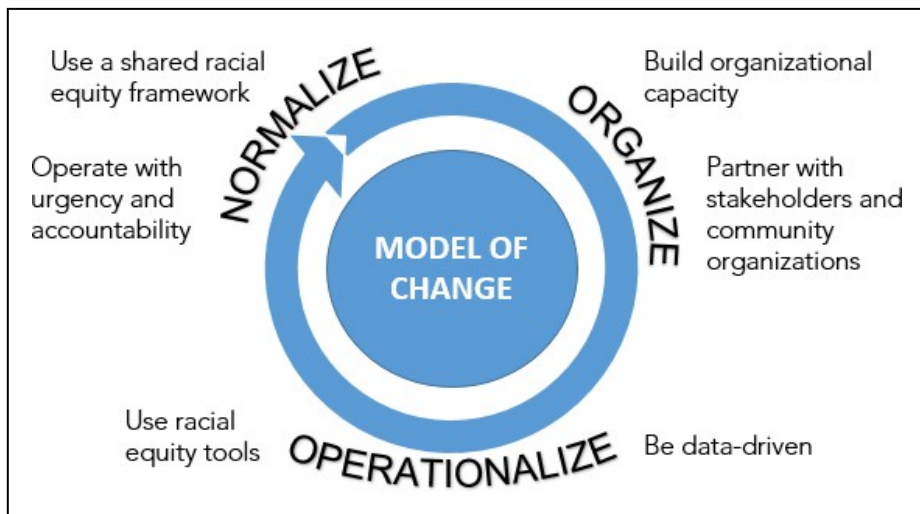 NORMALIZE
Use a shared racial
equity framework
Operate with
urgency and
accountability
ORGANIZE
Build organizational
capacity
Partner with
stakeholders and
community
organizations
MODEL OF
CHANGE
Use racial
equity tools
OPERATIONALIZE
Be data-driven